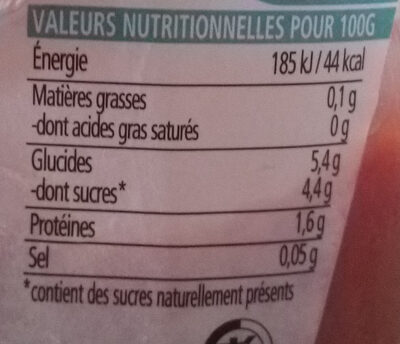 VALEURS NUTRITIONNELLES POUR 100G
Énergie 185 kJ / 44 kcal
Matières grasses 0,1 g
-dont acides gras saturés 0 g
Glucides 5,4 g
-dont sucres* 4,4 g
Protéines 1,6 g
Sel 0,05 g
*contient des sucres naturellement présents